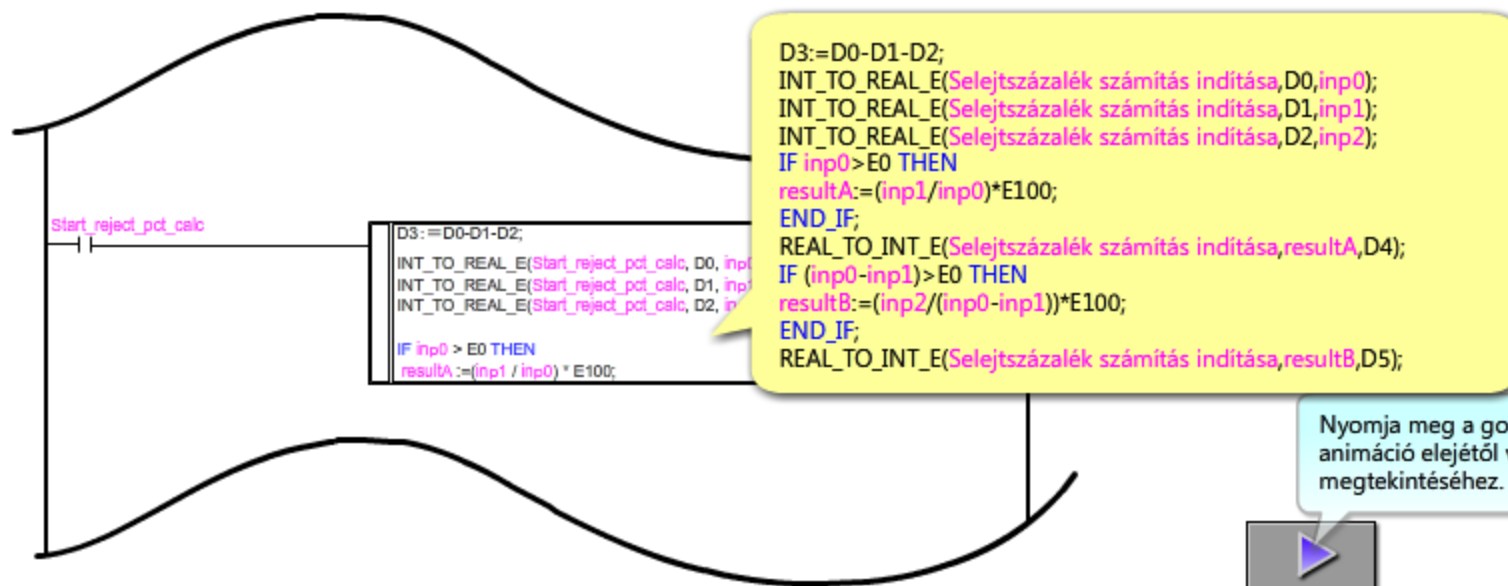 D3:=D0-D1-D2;
INT_TO_REAL_E(Selejtszázalék számítás indítása,D0,inp0);
INT_TO_REAL_E(Selejtszázalék számítás indítása,D1,inp1);
INT_TO_REAL_E(Selejtszázalék számítás indítása,D2,inp2);
IF inp0>E0 THEN
resultA:=(inp1/inp0)*E100;
END_IF;
REAL_TO_INT_E(Selejtszázalék számítás indítása,resultA,D4);
IF (inp0-inp1)>E0 THEN
resultB:=(inp2/(inp0-inp1))*E100;
END_IF;
REAL_TO_INT_E(Selejtszázalék számítás indítása,resultB,D5);
Start_reject_pct_calc
D3:=D0-D1-D2;
INT_TO_REAL_E(Start_reject_pct_calc, D0,
INT_TO_REAL_E(Start_reject_pct_calc, D1,
INT_TO_REAL_E(Start_reject_pct_calc, D2,
IF inp0 > E0 THEN
resultA :=(inp1 / inp0) * E100;
Nyomja meg a
animáció elejétől
megtekintéséhez.